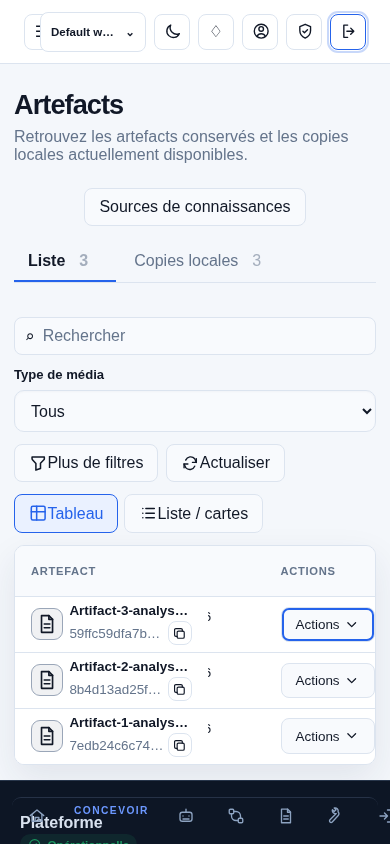 Default w… ⌄
Artefacts
Retrouvez les artefacts conservés et les copies
locales actuellement disponibles.
Sources de connaissances
Liste 3 Copies locales 3
Rechercher
Type de média
Tous
Plus de filtres Actualiser
Tableau Liste / cartes
ARTEFACT ACTIONS
Artifact-3-analys…
59ffc59dfa7b…
Actions
Artifact-2-analys…
8b4d13ad25f…
Actions
Artifact-1-analys…
7edb24c6c74…
Actions
CONCEVOIR
Plateforme
Opérationnelle